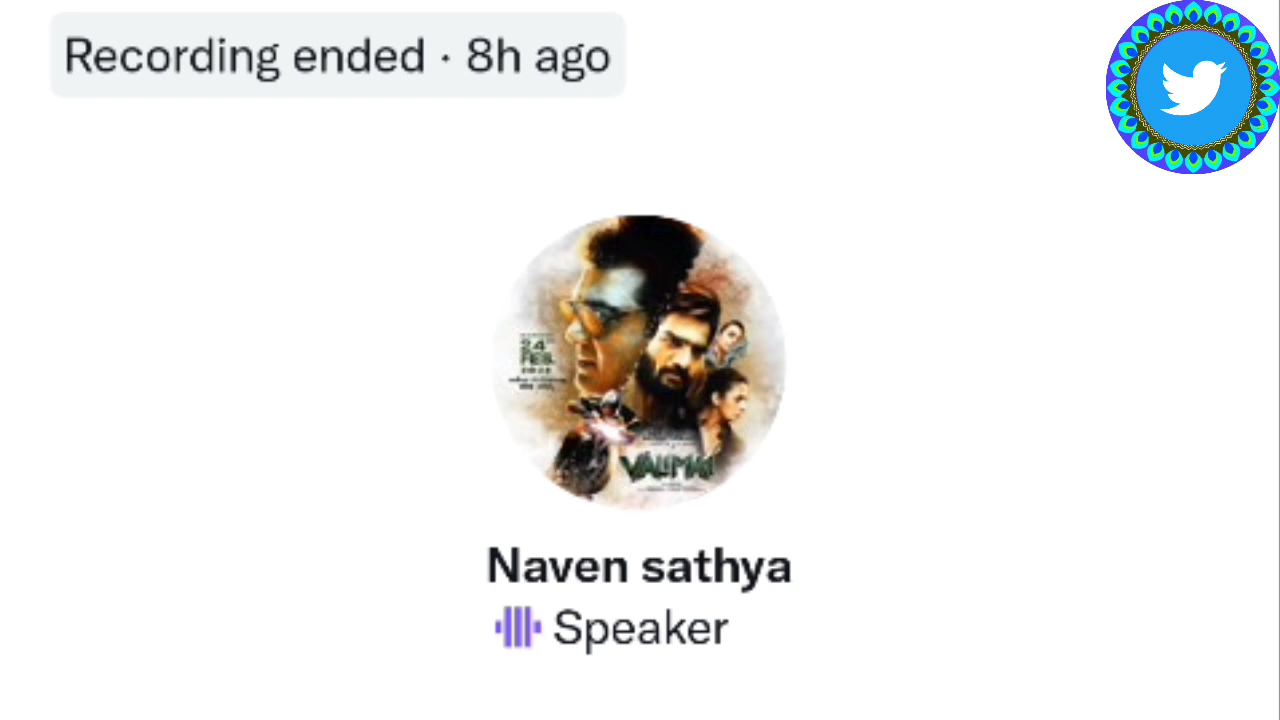 Recording ended · 8h ago
24
FEB
VALIMAI
Naven sathya
Speaker